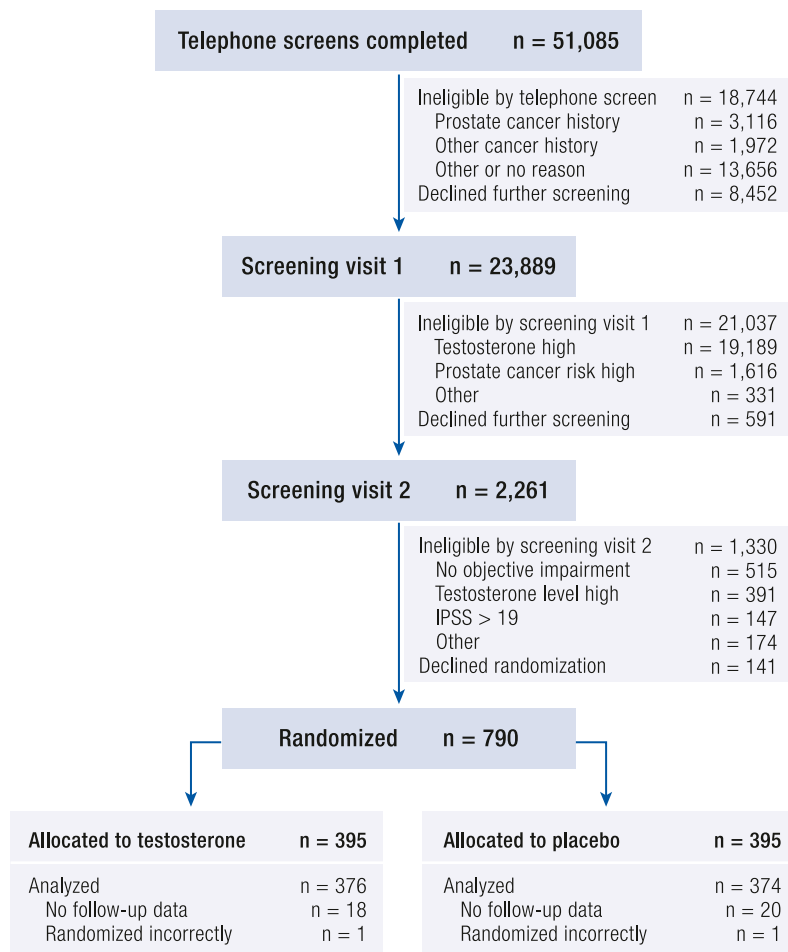 Telephone screens completed n = 51,085
Ineligible by telephone screen n = 18,744
Prostate cancer history n = 3,116
Other cancer history n = 1,972
Other or no reason n = 13,656
Declined further screening n = 8,452
Screening visit 1 n = 23,889
Ineligible by screening visit 1 n = 21,037
Testosterone high n = 19,189
Prostate cancer risk high n = 1,616
Other n = 331
Declined further screening n = 591
Screening visit 2 n = 2,261
Ineligible by screening visit 2 n = 1,330
No objective impairment n = 515
Testosterone level high n = 391
IPSS > 19 n = 147
Other n = 174
Declined randomization n = 141
Randomized n = 790
Allocated to testosterone n = 395
Analyzed n = 376
No follow-up data n = 18
Randomized incorrectly n = 1
Allocated to placebo n = 395
Analyzed n = 374
No follow-up data n = 20
Randomized incorrectly n = 1